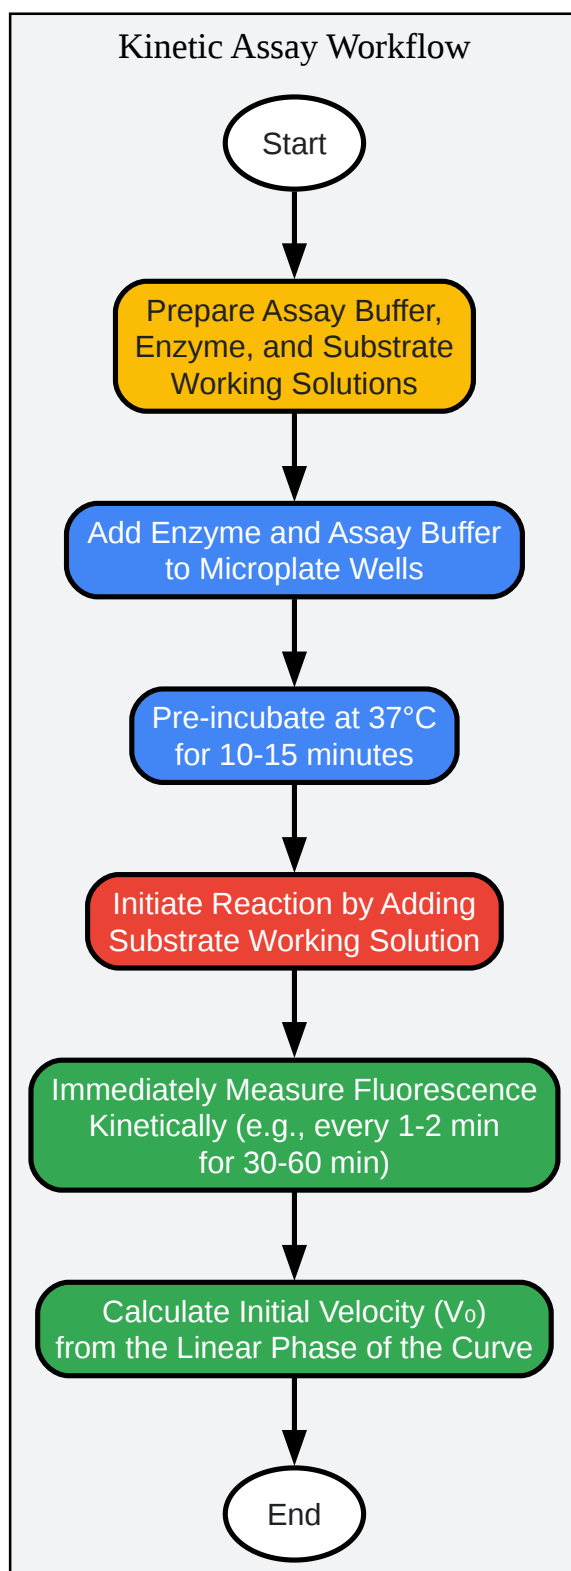 Kinetic Assay Workflow
Start
Prepare Assay Buffer,
Enzyme, and Substrate
Working Solutions
Add Enzyme and Assay Buffer
to Microplate Wells
Pre-incubate at 37°C
for 10-15 minutes
Initiate Reaction by Adding
Substrate Working Solution
Immediately Measure Fluorescence
Kinetically (e.g., every 1-2 min
for 30-60 min)
Calculate Initial Velocity (V₀)
from the Linear Phase of the Curve
End